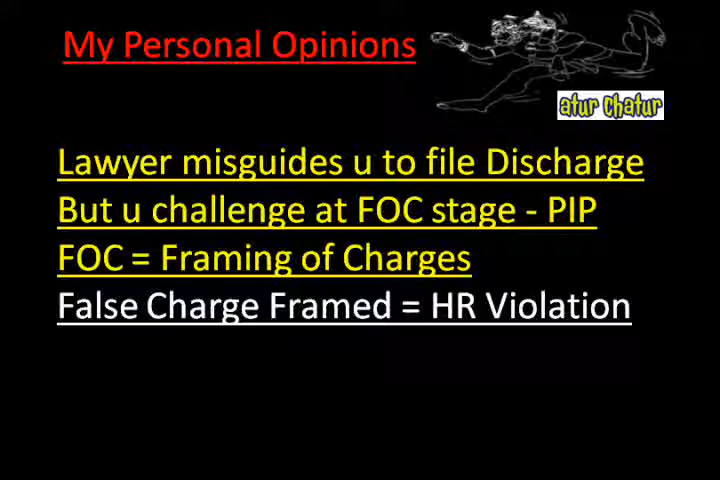 My Personal Opinions
atur chatur
Lawyer misguides u to file Discharge
But u challenge at FOC stage - PIP
FOC = Framing of Charges
False Charge Framed = HR Violation